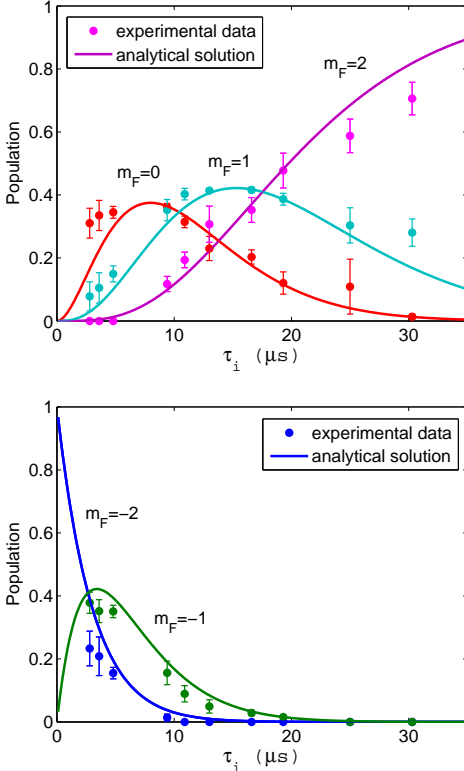 1
0.8
0.6
0.4
0.2
0
Population
experimental data
analytical solution
m_F=2
m_F=0
m_F=1
0 10 20 30
τ_i (μs)
1
0.8
0.6
0.4
0.2
0
Population
experimental data
analytical solution
m_F=−2
m_F=−1
0 10 20 30
τ_i (μs)